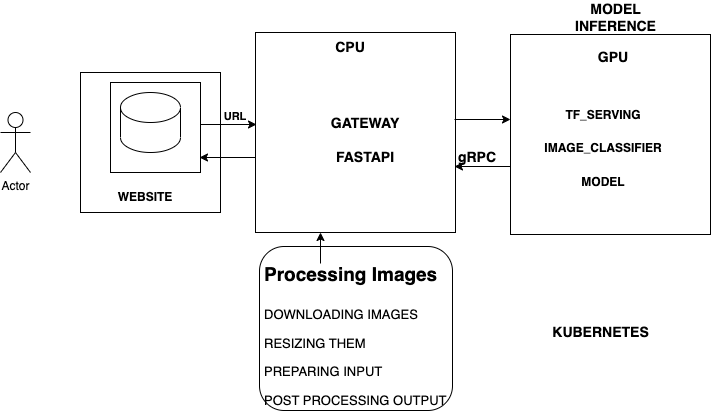 MODEL
INFERENCE
CPU
GPU
URL
GATEWAY
FASTAPI
gRPC
TF_SERVING
IMAGE_CLASSIFIER
MODEL
Actor
WEBSITE
Processing Images
DOWNLOADING IMAGES
RESIZING THEM
PREPARING INPUT
POST PROCESSING OUTPUT
KUBERNETES